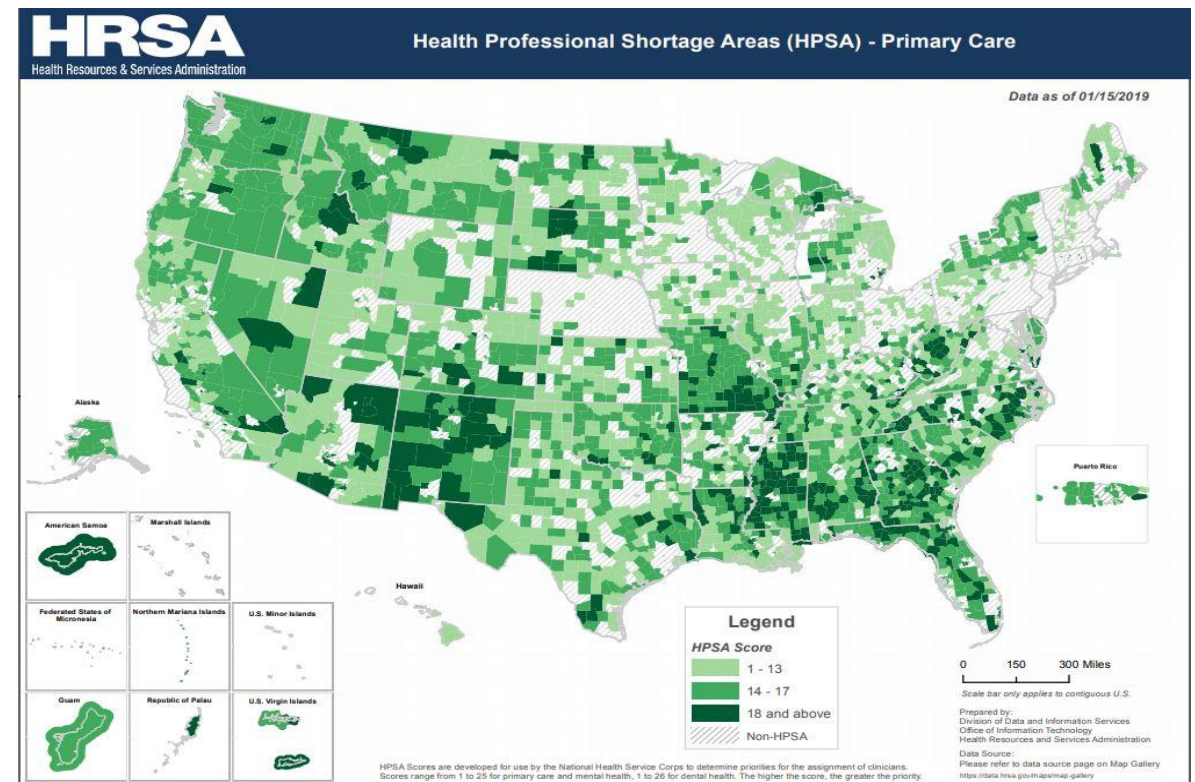 HRSA
Health Resources & Services Administration
Health Professional Shortage Areas (HPSA) - Primary Care
Data as of 01/15/2019
Alaska
Puerto Rico
American Samoa
Marshall Islands
Hawaii
Federated States of
Micronesia
Northern Mariana Islands
U.S. Minor Islands
Guam
Republic of Palau
U.S. Virgin Islands
Legend
HPSA Score
1 - 13
14 - 17
18 and above
Non-HPSA
0 150 300 Miles
Scale bar only applies to contiguous U.S.
Prepared by:
Division of Data and Information Services
Office of Information Technology
Health Resources and Services Administration
Data Source:
Please refer to data source page on Map Gallery
https://data.hrsa.gov/maps/map-gallery
HPSA Scores are developed for use by the National Health Service Corps to determine priorities for the assignment of clinicians.
Scores range from 1 to 25 for primary care and mental health, 1 to 26 for dental health. The higher the score, the greater the priority.